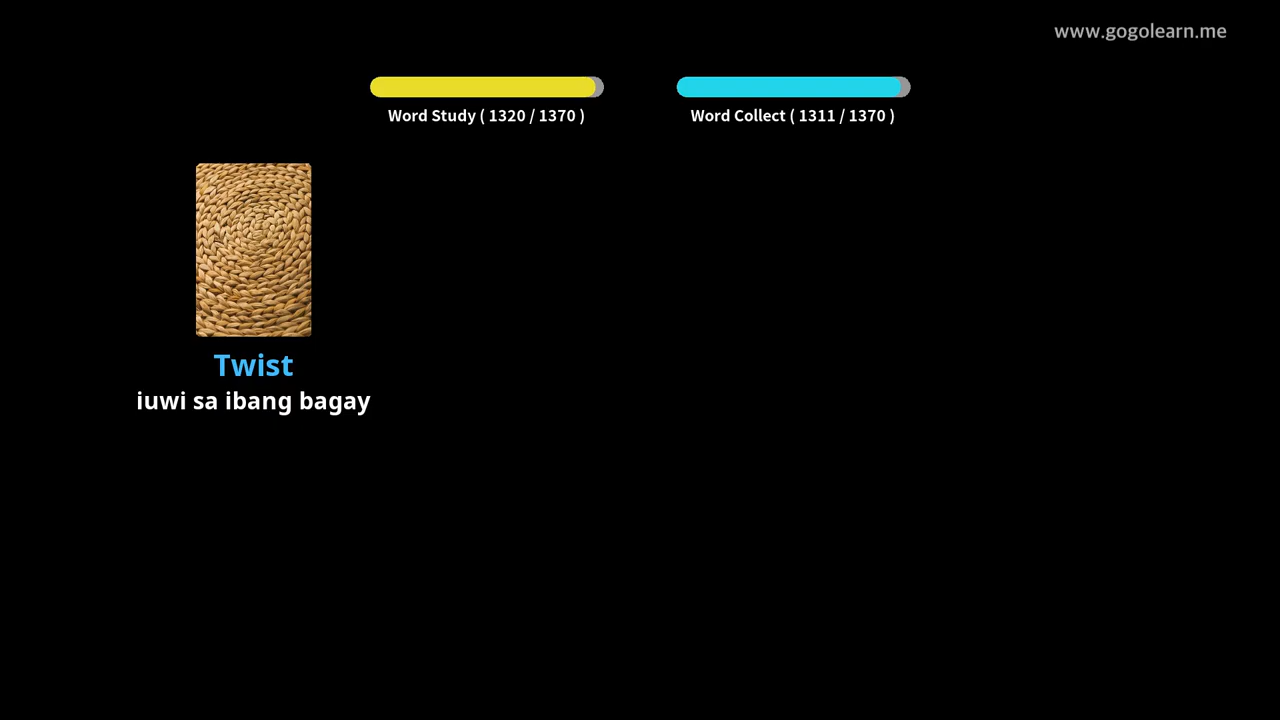 www.gogolearn.me
Word Study ( 1320 / 1370 )
Word Collect ( 1311 / 1370 )
Twist
iuwi sa ibang bagay